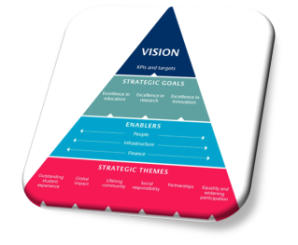 VISION
KPIs and targets
STRATEGIC GOALS
Excellence in education
Excellence in research
Excellence in innovation
ENABLERS
People
Infrastructure
Finance
STRATEGIC THEMES
Outstanding student experience
Global impact
Lifelong community
Social responsibility
Partnerships
Equality and widening participation